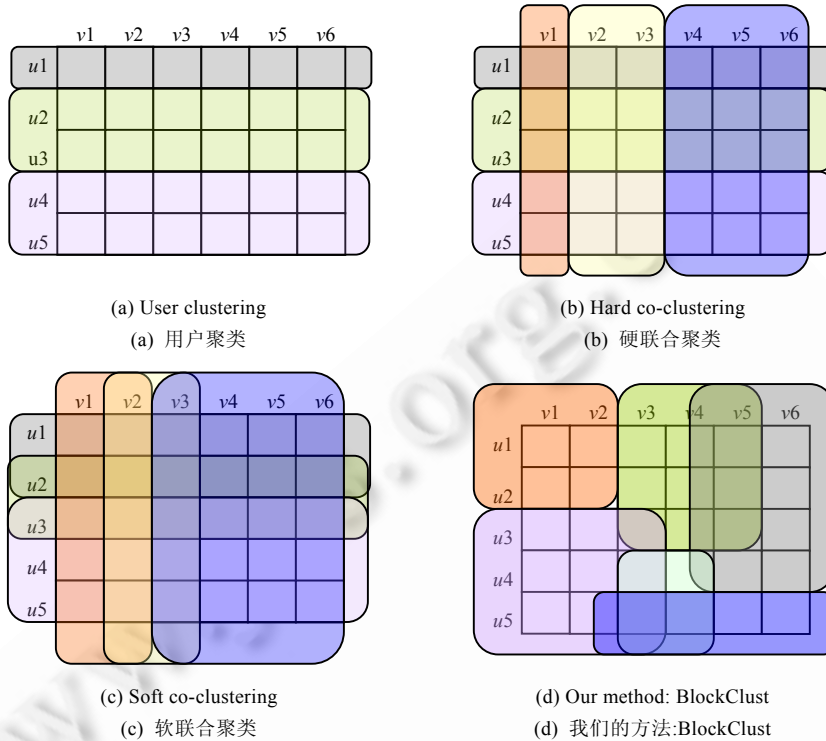 v1 v2 v3 v4 v5 v6
u1
u2
u3
u4
u5
(a) User clustering
(a) 用户聚类
v1 v2 v3 v4 v5 v6
u1
u2
u3
u4
u5
(b) Hard co-clustering
(b) 硬联合聚类
v1 v2 v3 v4 v5 v6
u1
u2
u3
u4
u5
(c) Soft co-clustering
(c) 软联合聚类
v1 v2 v3 v4 v5 v6
u1
u2
u3
u4
u5
(d) Our method: BlockClust
(d) 我们的方法:BlockClust